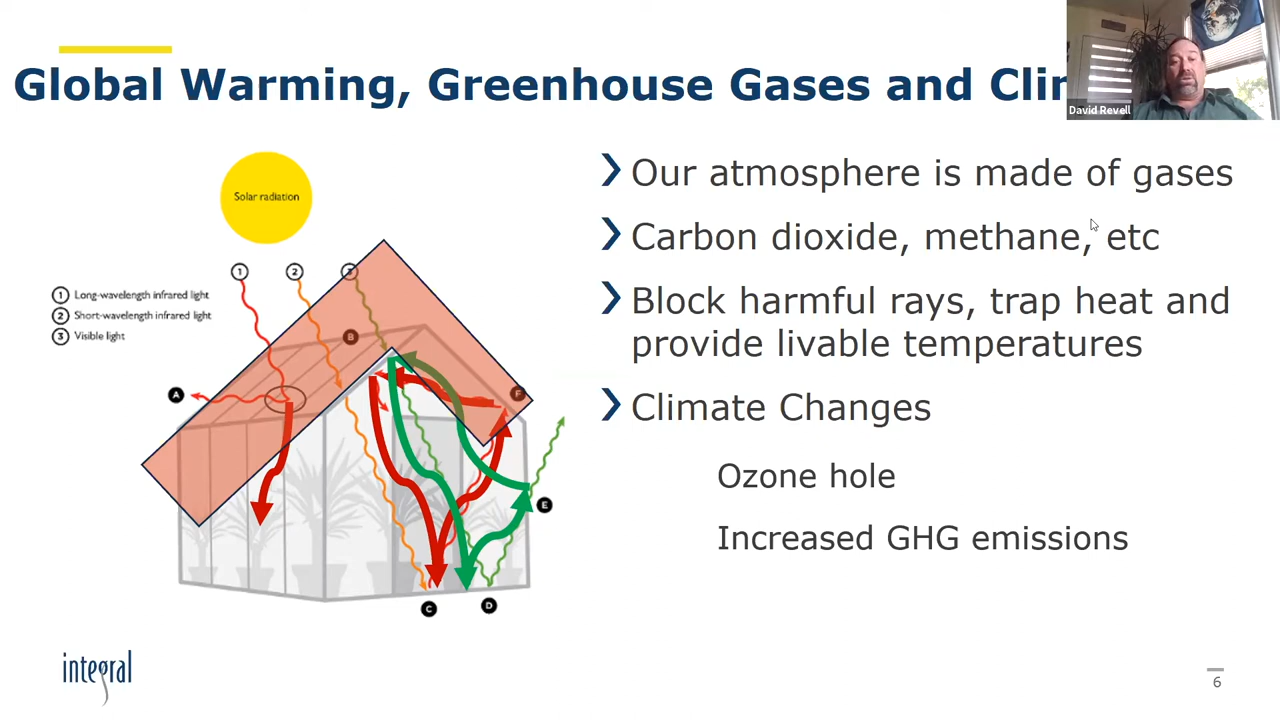 Global Warming, Greenhouse Gases and Clim
David Revell
Solar radiation
1
2
3
1 Long-wavelength infrared light
2 Short-wavelength infrared light
3 Visible light
A
B
F
E
C
D
Our atmosphere is made of gases
Carbon dioxide, methane, etc
Block harmful rays, trap heat and
provide livable temperatures
Climate Changes
Ozone hole
Increased GHG emissions
integral
6